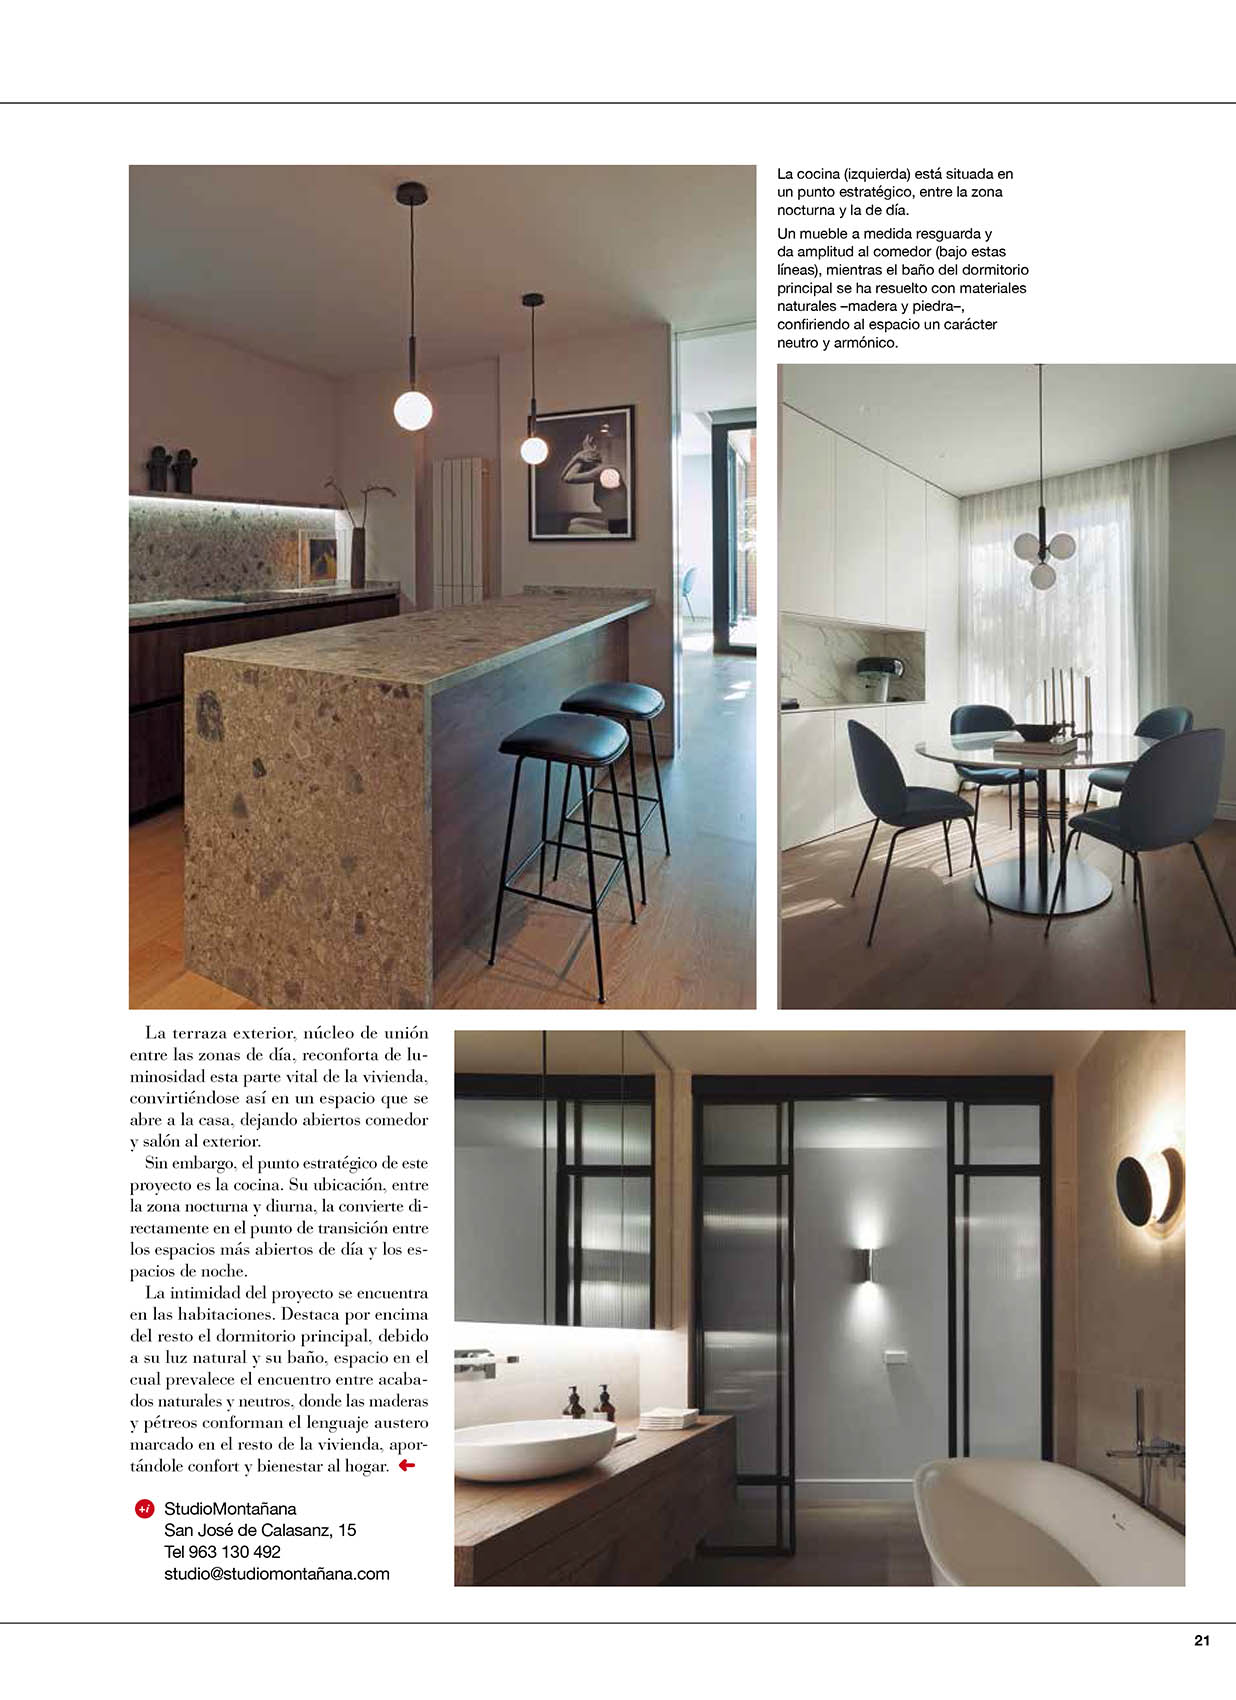 La cocina (izquierda) está situada en
un punto estratégico, entre la zona
nocturna y la de día.
Un mueble a medida resguarda y
da amplitud al comedor (bajo estas
líneas), mientras el baño del dormitorio
principal se ha resuelto con materiales
naturales –madera y piedra–,
confiriendo al espacio un carácter
neutro y armónico.
La terraza exterior, núcleo de unión
entre las zonas de día, reconforta de lu-
minosidad esta parte vital de la vivienda,
convirtiéndose así en un espacio que se
abre a la casa, dejando abiertos comedor
y salón al exterior.
Sin embargo, el punto estratégico de este
proyecto es la cocina. Su ubicación, entre
la zona nocturna y diurna, la convierte di-
rectamente en el punto de transición entre
los espacios más abiertos de día y los es-
pacios de noche.
La intimidad del proyecto se encuentra
en las habitaciones. Destaca por encima
del resto el dormitorio principal, debido
a su luz natural y su baño, espacio en el
cual prevalece el encuentro entre acaba-
dos naturales y neutros, donde las maderas
y pétreos conforman el lenguaje austero
marcado en el resto de la vivienda, apor-
tándole confort y bienestar al hogar.
+i StudioMontañana
San José de Calasanz, 15
Tel 963 130 492
studio@studiomontañana.com
21